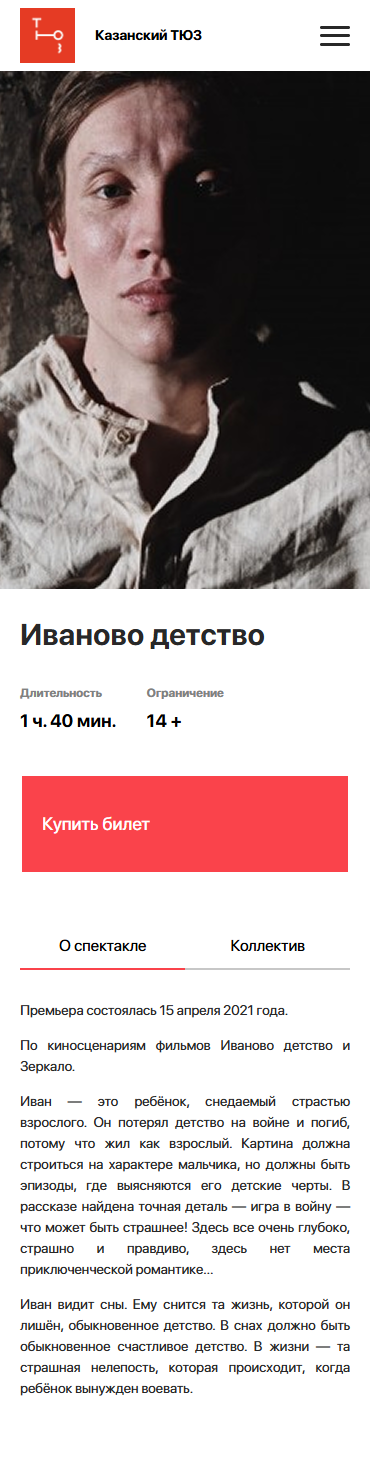 ТЮЗ
Казанский ТЮЗ
Иваново детство
Длительность
Ограничение
1 ч. 40 мин.
14 +
Купить билет
О спектакле
Коллектив
Премьера состоялась 15 апреля 2021 года.
По киносценариям фильмов Иваново детство и
Зеркало.
Иван — это ребёнок, снедаемый страстью
взрослого. Он потерял детство на войне и погиб,
потому что жил как взрослый. Картина должна
строиться на характере мальчика, но должны быть
эпизоды, где выясняются его детские черты. В
рассказе найдена точная деталь — игра в войну —
что может быть страшнее! Здесь все очень глубоко,
страшно и правдиво, здесь нет места
приключенческой романтике...
Иван видит сны. Ему снится та жизнь, которой он
лишён, обыкновенное детство. В снах должно быть
обыкновенное счастливое детство. В жизни — та
страшная нелепость, которая происходит, когда
ребёнок вынужден воевать.